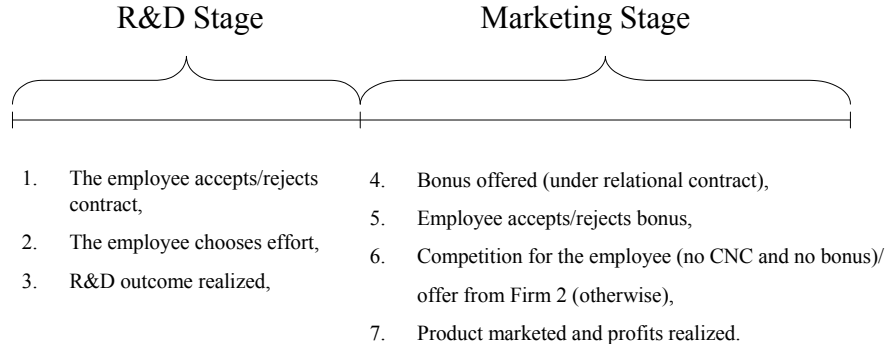 R&D Stage
Marketing Stage
1. The employee accepts/rejects
contract,
2. The employee chooses effort,
3. R&D outcome realized,
4. Bonus offered (under relational contract),
5. Employee accepts/rejects bonus,
6. Competition for the employee (no CNC and no bonus)/
offer from Firm 2 (otherwise),
7. Product marketed and profits realized.